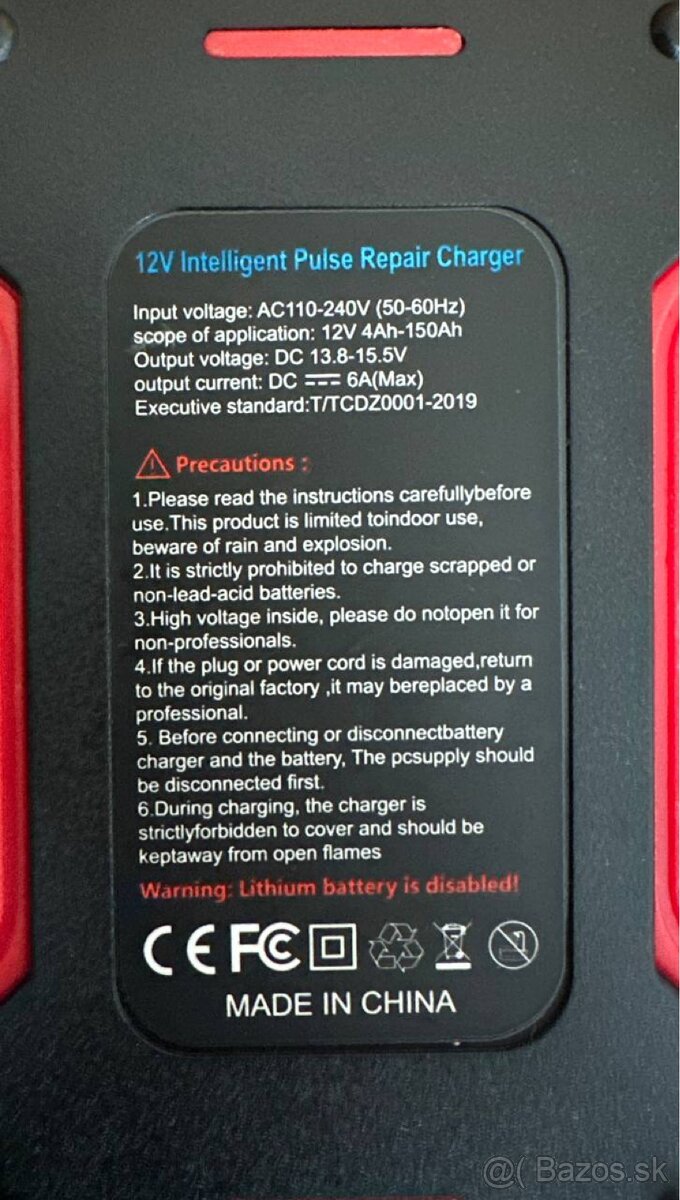 12V Intelligent Pulse Repair Charger
Input voltage: AC110-240V (50-60Hz)
scope of application: 12V 4Ah-150Ah
Output voltage: DC 13.8-15.5V
output current: DC 6A(Max)
Executive standard:T/TCDZ0001-2019
Precautions :
1.Please read the instructions carefullybefore
use.This product is limited toindoor use,
beware of rain and explosion.
2.It is strictly prohibited to charge scrapped or
non-lead-acid batteries.
3.High voltage inside, please do notopen it for
non-professionals.
4.If the plug or power cord is damaged,return
to the original factory ,it may bereplaced by a
professional.
5. Before connecting or disconnectbattery
charger and the battery, The pcsupply should
be disconnected first.
6.During charging, the charger is
strictlyforbidden to cover and should be
keptaway from open flames
Warning: Lithium battery is disabled!
CE FC
MADE IN CHINA
@( Bazos.sk